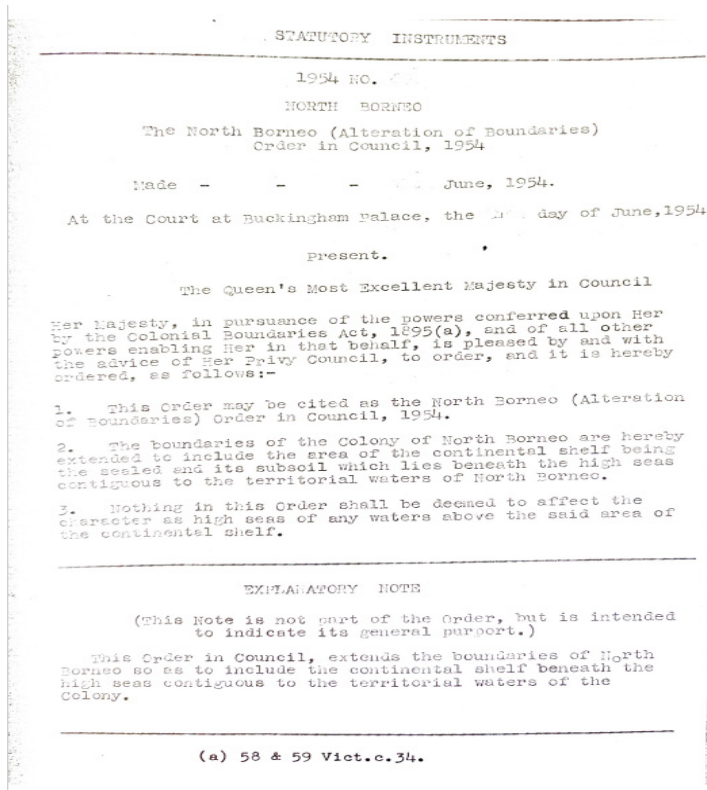 STATUTORY INSTRUMENTS
1954 NO.
NORTH BORNEO
The North Borneo (Alteration of Boundaries)
Order in Council, 1954
Made - - - June, 1954.
At the Court at Buckingham Palace, the day of June,1954
Present.
The Queen's Most Excellent Majesty in Council
Her Majesty, in pursuance of the powers conferred upon Her
by the Colonial Boundaries Act, 1895(a), and of all other
powers enabling Her in that behalf, is pleased by and with
the advice of Her Privy Council, to order, and it is hereby
ordered, as follows:-
1. This Order may be cited as the North Borneo (Alteration
of Boundaries) Order in Council, 1954.
2. The boundaries of the Colony of North Borneo are hereby
extended to include the area of the continental shelf being
the seabed and its subsoil which lies beneath the high seas
contiguous to the territorial waters of North Borneo.
3. Nothing in this Order shall be deemed to affect the
character as high seas of any waters above the said area of
the continental shelf.
EXPLANATORY NOTE
(This Note is not part of the Order, but is intended
to indicate its general purport.)
This Order in Council, extends the boundaries of North
Borneo so as to include the continental shelf beneath the
high seas contiguous to the territorial waters of the
Colony.
(a) 58 & 59 Vict.c.34.